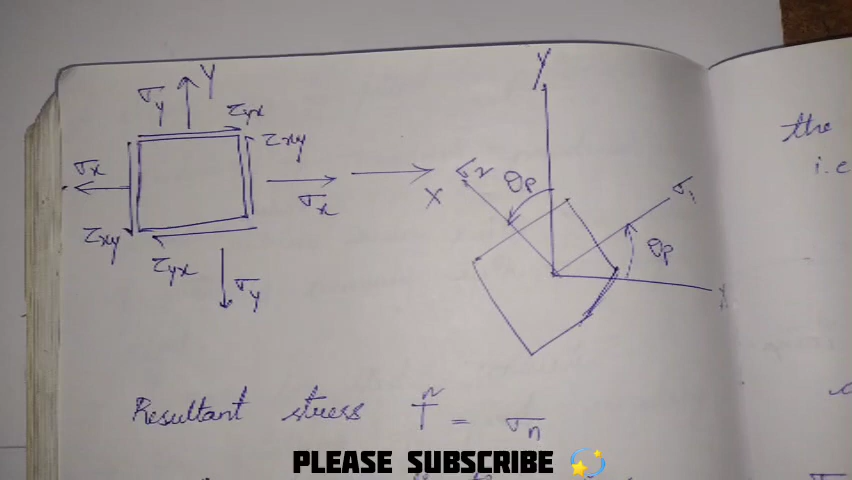 Y
σy
τyx
τxy
σx
σx
X
τxy
τyx
σy
Y
σ2
θp
σ1
θp
X
the
i.e
Resultant stress T^n = σn
PLEASE SUBSCRIBE